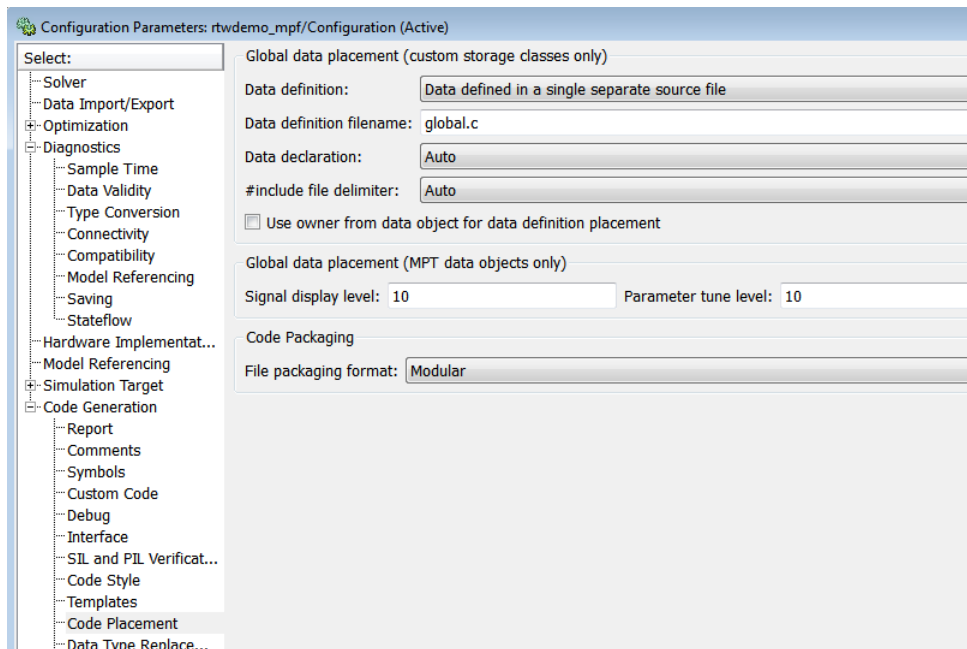 Configuration Parameters: rtwdemo_mpf/Configuration (Active)
Select:
Solver
Data Import/Export
Optimization
Diagnostics
Sample Time
Data Validity
Type Conversion
Connectivity
Compatibility
Model Referencing
Saving
Stateflow
Hardware Implementat...
Model Referencing
Simulation Target
Code Generation
Report
Comments
Symbols
Custom Code
Debug
Interface
SIL and PIL Verificat...
Code Style
Templates
Code Placement
Data Type Replace...
Global data placement (custom storage classes only)
Data definition: Data defined in a single separate source file
Data definition filename: global.c
Data declaration: Auto
#include file delimiter: Auto
Use owner from data object for data definition placement
Global data placement (MPT data objects only)
Signal display level: 10 Parameter tune level: 10
Code Packaging
File packaging format: Modular